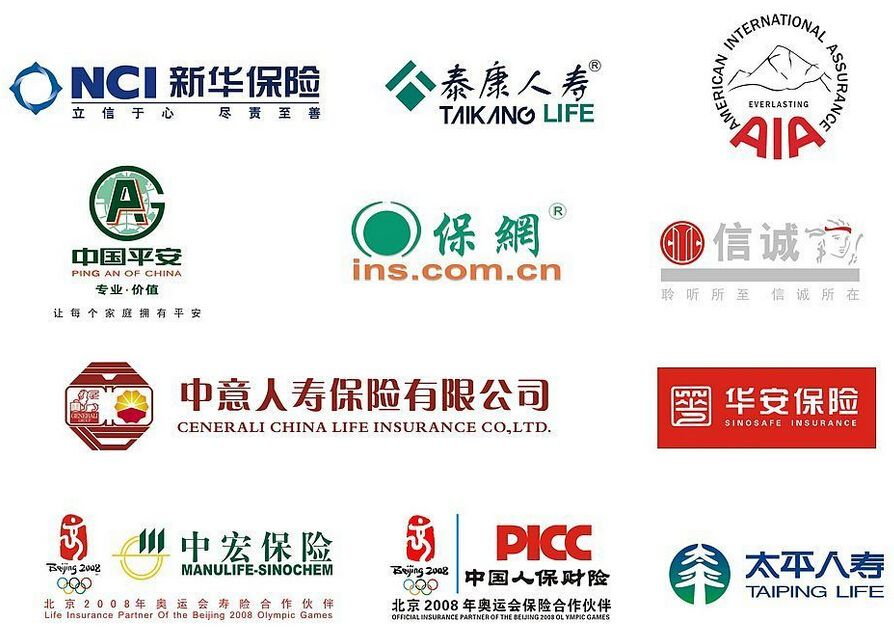 NCI 新华保险
立信于心 尽责至善
泰康人寿®
TAIKANG LIFE
AMERICAN INTERNATIONAL ASSURANCE
EVERLASTING
AIA
中国平安
PING AN OF CHINA
专业·价值
让每个家庭拥有平安
保網®
ins.com.cn
CITIC 信诚
聆听所至 信诚所在
GENERALI
GROUP
中意人寿保险有限公司
CENERALI CHINA LIFE INSURANCE CO,.LTD.
华安保险
SINOSAFE INSURANCE
Beijing 2008
中宏保险
MANULIFE-SINOCHEM
北京2008年奥运会寿险合作伙伴
Life Insurance Partner Of the Beijing 2008 Olympic Games
Beijing 2008
PICC
中国人保财险
北京2008年奥运会保险合作伙伴
OFFICIAL INSURANCE PARTNER OF THE BEIJING 2008 OLYMPIC GAMES
太平人寿
TAIPING LIFE